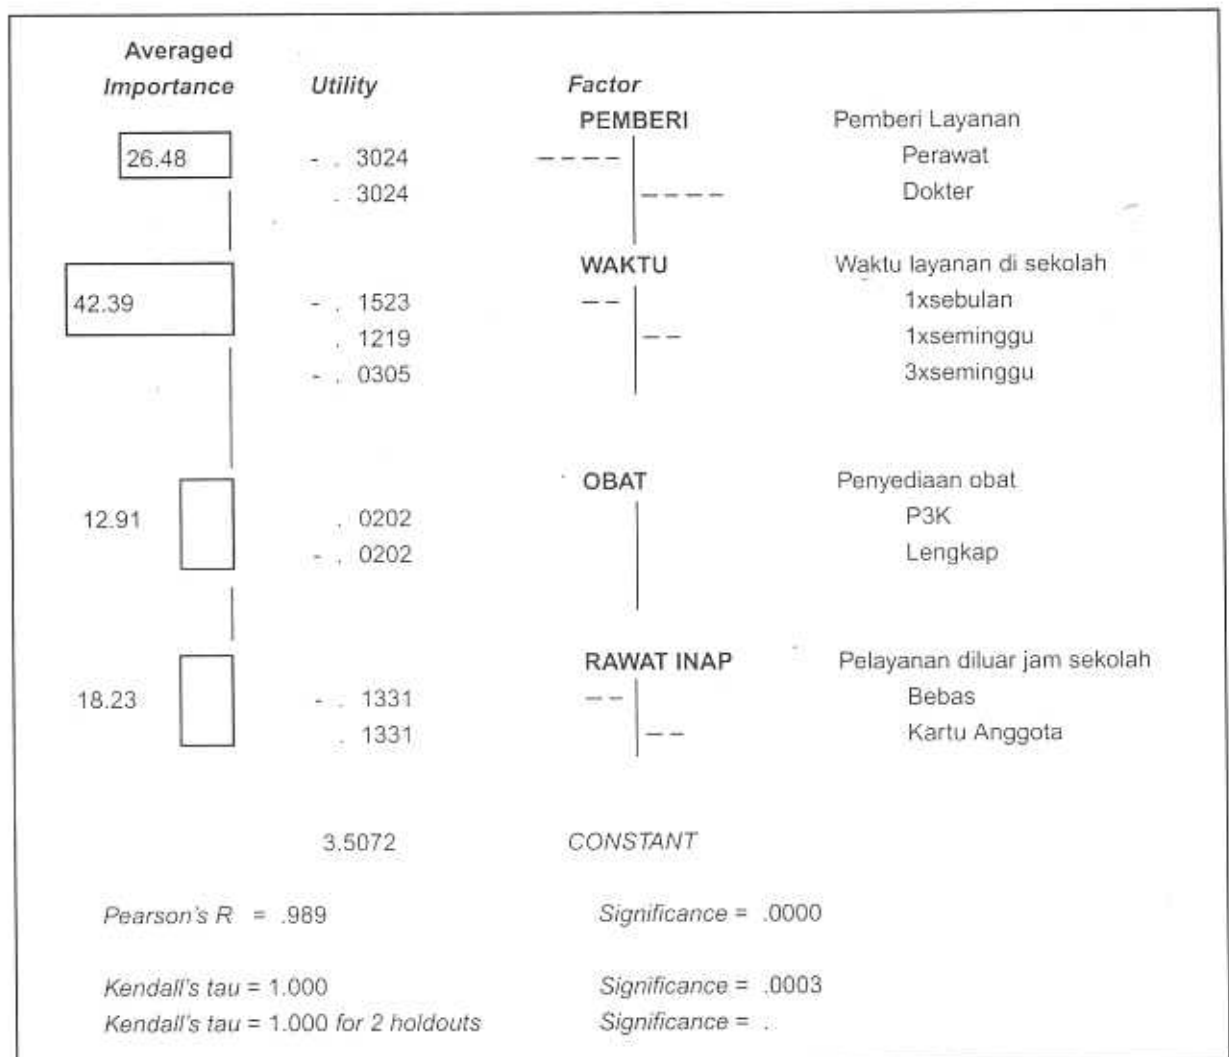 Averaged
Importance Utility Factor
PEMBERI Pemberi Layanan
26.48 - . 3024 ---- Perawat
. 3024 ---- Dokter
WAKTU Waktu layanan di sekolah
42.39 - . 1523 -- 1xsebulan
. 1219 -- 1xseminggu
- . 0305 3xseminggu
OBAT Penyediaan obat
12.91 . 0202 P3K
- . 0202 Lengkap
RAWAT INAP Pelayanan diluar jam sekolah
18.23 - . 1331 -- Bebas
. 1331 -- Kartu Anggota
3.5072 CONSTANT
Pearson's R = .989 Significance = .0000
Kendall's tau = 1.000 Significance = .0003
Kendall's tau = 1.000 for 2 holdouts Significance = .